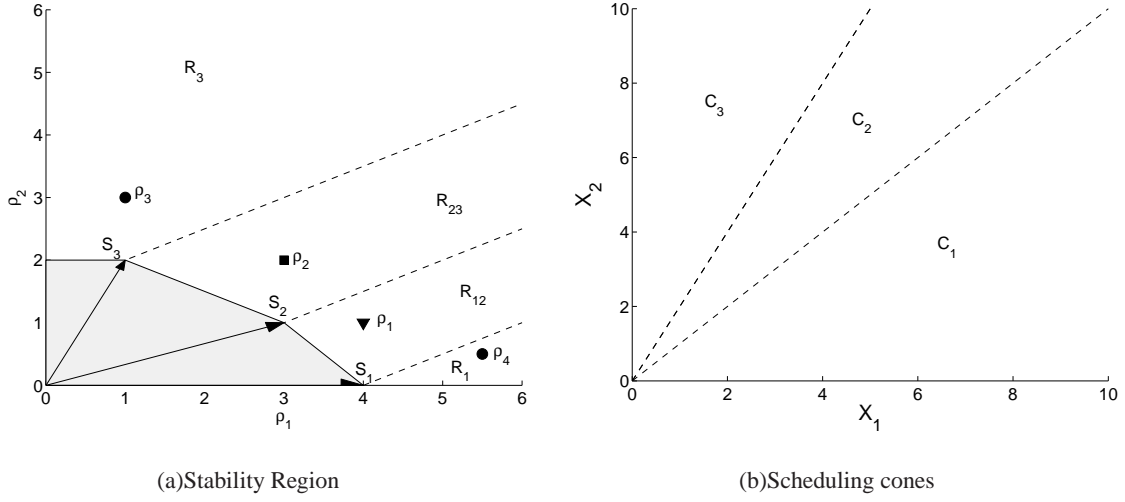 6
5
4
3
2
1
0
ρ₂
R₃
ρ₃
R₂₃
S₃
ρ₂
S₂
R₁₂
ρ₁
S₁
R₁
ρ₄
0 1 2 3 4 5 6
ρ₁
(a)Stability Region
10
8
6
4
2
0
X₂
C₃
C₂
C₁
0 2 4 6 8 10
X₁
(b)Scheduling cones